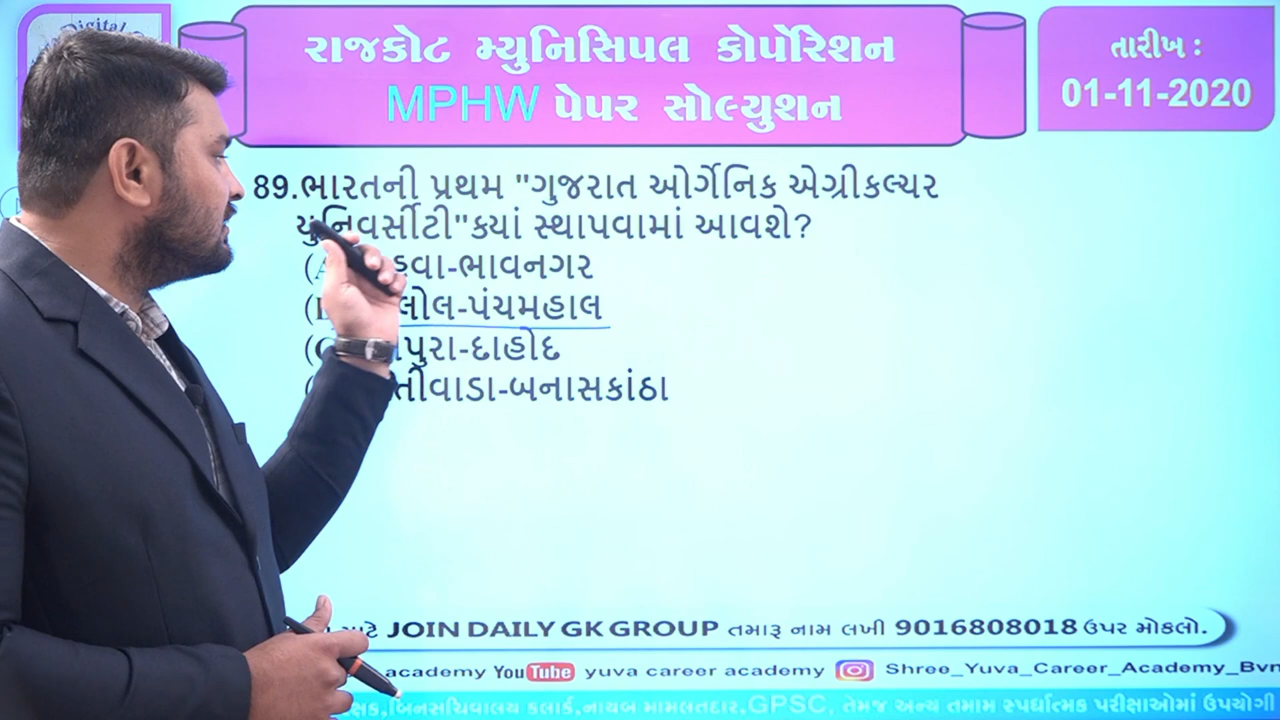 Digital
રાજકોટ મ્યુનિસિપલ કોર્પોરેશન
MPHW પેપર સોલ્યુશન
તારીખ :
01-11-2020
89.ભારતની પ્રથમ "ગુજરાત ઓર્ગેનિક એગ્રીકલ્ચર
યુનિવર્સીટી"ક્યાં સ્થાપવામાં આવશે?
(A
વા-ભાવનગર
લોલ-પંચમહાલ
પુરા-દાહોદ
તીવાડા-બનાસકાંઠા
માટે JOIN DAILY GK GROUP તમારૂ નામ લખી 9016808018 ઉપર મોકલો.
academy YouTube yuva career academy Shree_Yuva_Career_Academy_Bvn
બિનસચિવાલય કલાર્ક,નાયબ મામલતદાર,GPSC, તેમજ અન્ય તમામ સ્પર્ધાત્મક પરીક્ષાઓમાં ઉપયોગી